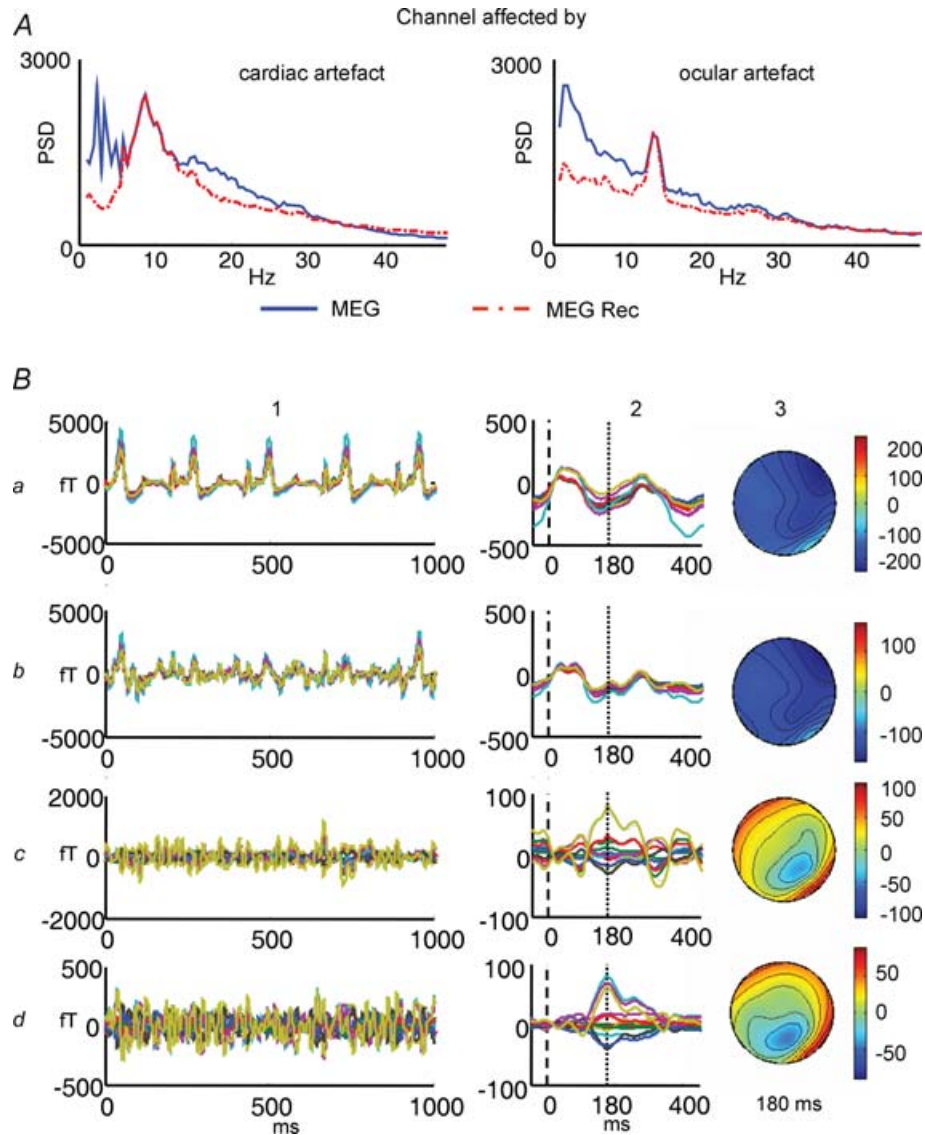 Channel affected by
A
3000
cardiac artefact
PSD
0
0 10 20 30 40
Hz
3000
ocular artefact
PSD
0
0 10 20 30 40
Hz
MEG
MEG Rec
B
1 2 3
a
5000
fT 0
-5000
0 500 1000
500
0
-500
0 180 400
200
100
0
-100
-200
b
5000
fT 0
-5000
0 500 1000
500
0
-500
0 180 400
100
0
-100
c
2000
fT 0
-2000
0 500 1000
100
0
-100
0 180 400
100
50
0
-50
-100
d
500
fT 0
-500
0 500 1000
ms
100
0
-100
0 180 400
ms
50
0
-50
180 ms